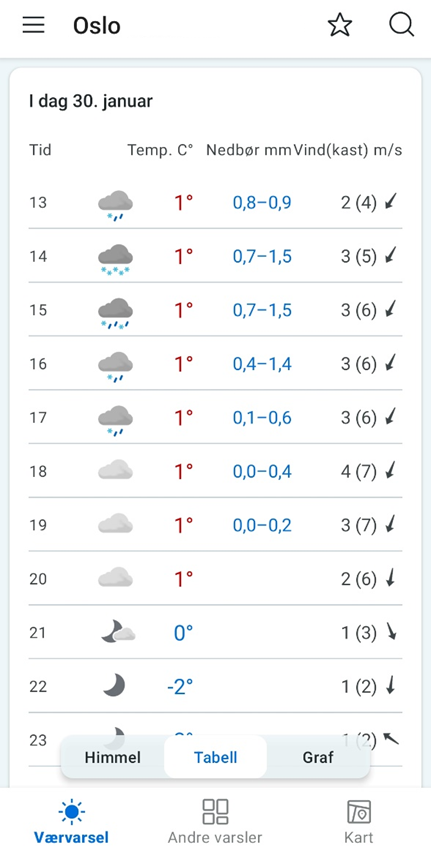 Oslo
I dag 30. januar
Tid Temp. C° Nedbør mm Vind(kast) m/s
13 1° 0,8–0,9 2 (4)
14 1° 0,7–1,5 3 (5)
15 1° 0,7–1,5 3 (6)
16 1° 0,4–1,4 3 (6)
17 1° 0,1–0,6 3 (6)
18 1° 0,0–0,4 4 (7)
19 1° 0,0–0,2 3 (7)
20 1° 2 (6)
21 0° 1 (3)
22 -2° 1 (2)
23 1 (2)
Himmel Tabell Graf
Værvarsel Andre varsler Kart